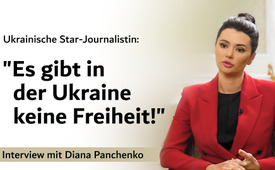 Ukrainische Star-Journalistin:
"Es gibt in
der Ukraine
keine Freiheit!"
Interview mit Diana Panchenko